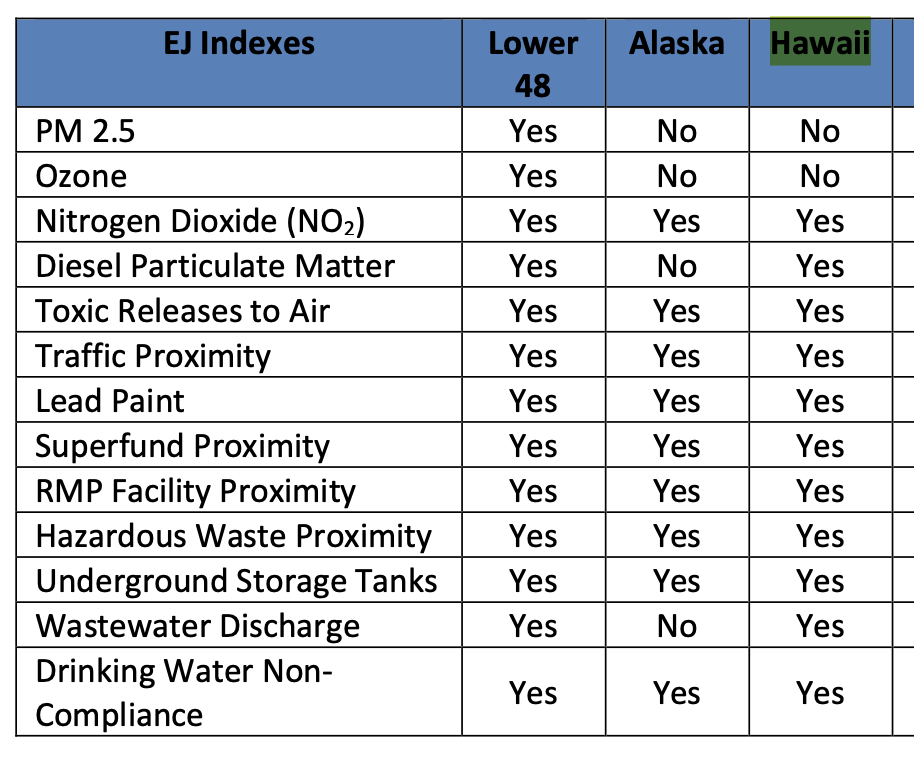 EJ Indexes Lower 48 Alaska Hawaii
PM 2.5 Yes No No
Ozone Yes No No
Nitrogen Dioxide (NO₂) Yes Yes Yes
Diesel Particulate Matter Yes No Yes
Toxic Releases to Air Yes Yes Yes
Traffic Proximity Yes Yes Yes
Lead Paint Yes Yes Yes
Superfund Proximity Yes Yes Yes
RMP Facility Proximity Yes Yes Yes
Hazardous Waste Proximity Yes Yes Yes
Underground Storage Tanks Yes Yes Yes
Wastewater Discharge Yes No Yes
Drinking Water Non-
Compliance Yes Yes Yes